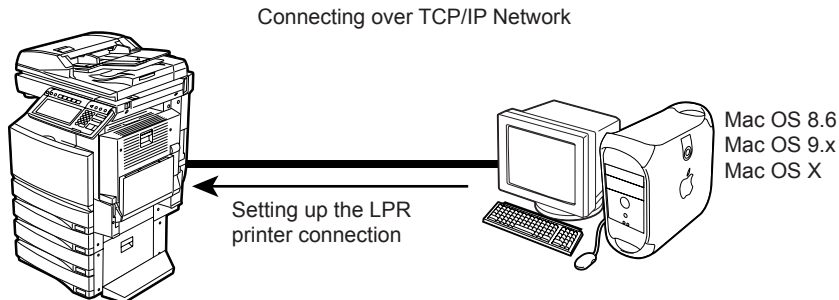 Connecting over TCP/IP Network
Mac OS 8.6
Mac OS 9.x
Mac OS X
Setting up the LPR
printer connection